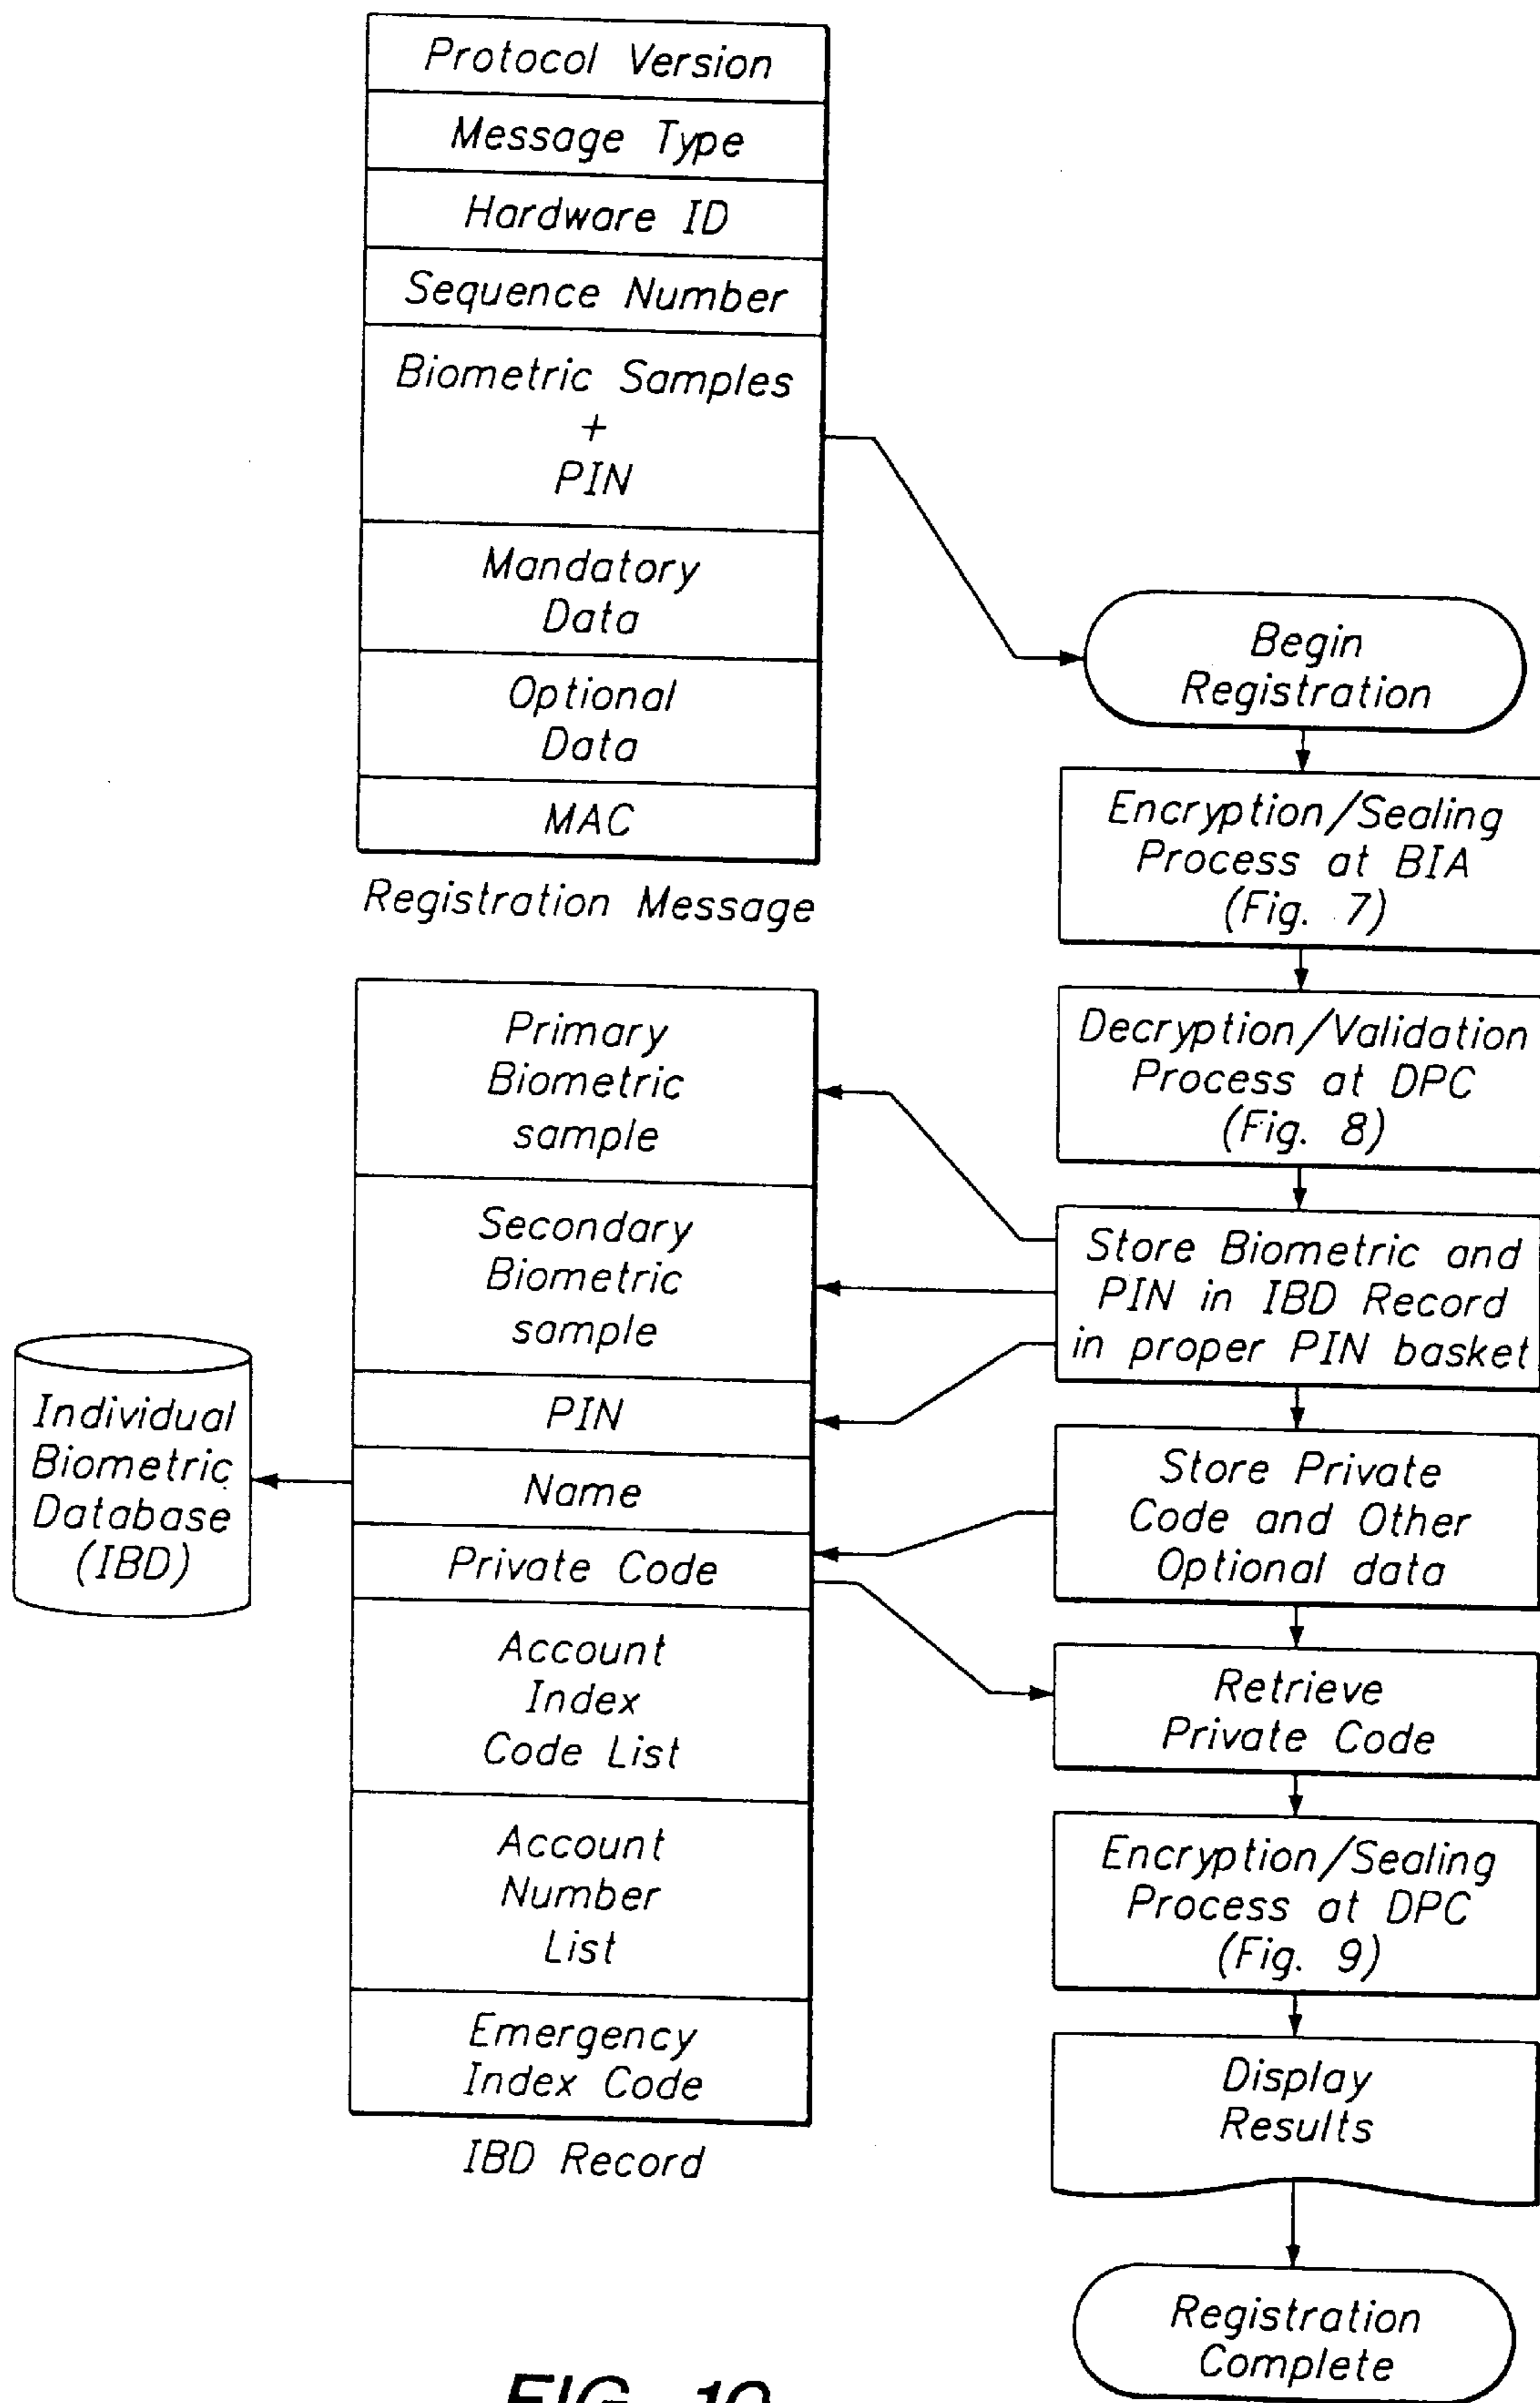 Protocol Version
Message Type
Hardware ID
Sequence Number
Biometric Samples
+
PIN
Mandatory
Data
Optional
Data
MAC
Registration Message
Begin
Registration
Encryption/Sealing
Process at BIA
(Fig. 7)
Decryption/Validation
Process at DPC
(Fig. 8)
Store Biometric and
PIN in IBD Record
in proper PIN basket
Store Private
Code and Other
Optional data
Retrieve
Private Code
Encryption/Sealing
Process at DPC
(Fig. 9)
Display
Results
Registration
Complete
Primary
Biometric
sample
Secondary
Biometric
sample
PIN
Name
Private Code
Account
Index
Code List
Account
Number
List
Emergency
Index Code
IBD Record
Individual
Biometric
Database
(IBD)
FIG. 10